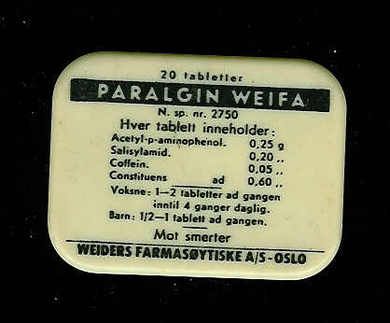 20 tabletter
PARALGIN WEIFA
N. sp. nr. 2750
Hver tablett inneholder:
Acetyl-p-aminophenol. 0,25 g
Salisylamid. 0,20 „
Coffein. 0,05 „
Constituens ad 0,60 „
Voksne: 1—2 tabletter ad gangen
inntil 4 ganger daglig.
Barn: 1/2—1 tablett ad gangen.
Mot smerter
WEIDERS FARMASØYTISKE A/S-OSLO